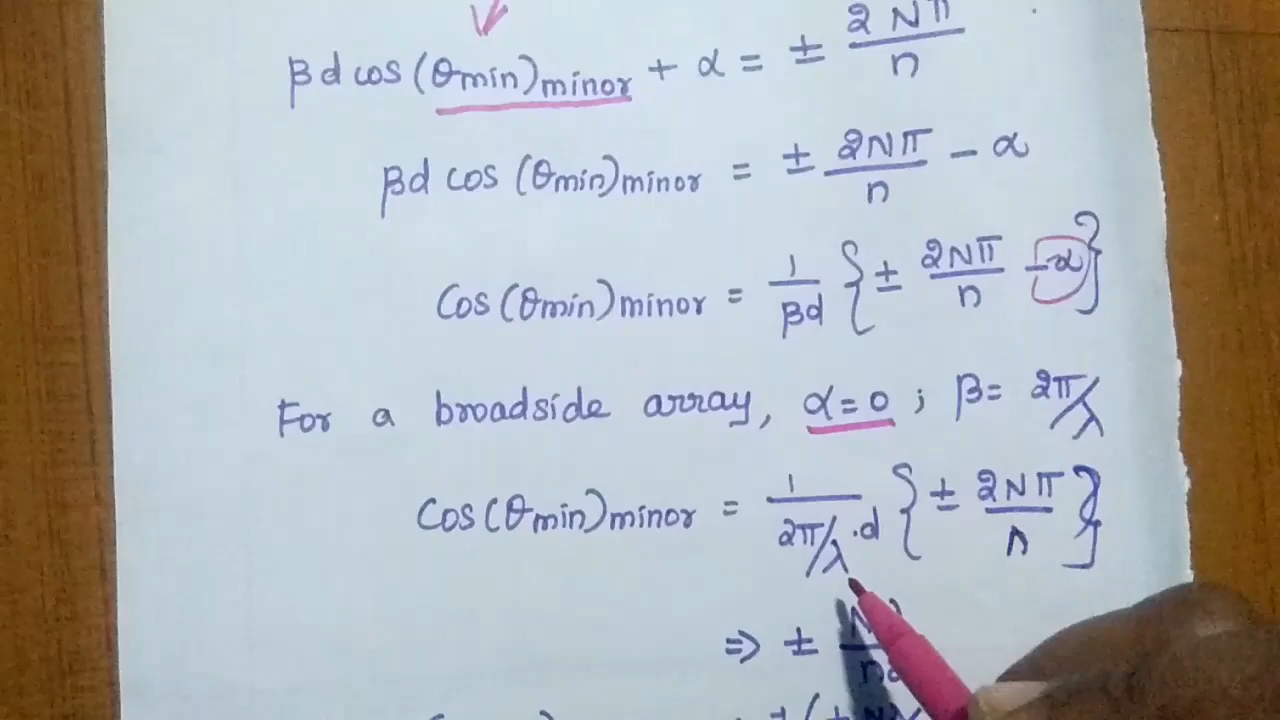 βd cos (θmin)minor + α = ± 2Nπ/n
βd cos (θmin)minor = ± 2Nπ/n - α
Cos(θmin)minor = 1/βd {± 2Nπ/n - α}
For a broadside array, α=0 ; β= 2π/λ
Cos(θmin)minor = 1/(2π/λ .d) {± 2Nπ/n}
⇒ ±